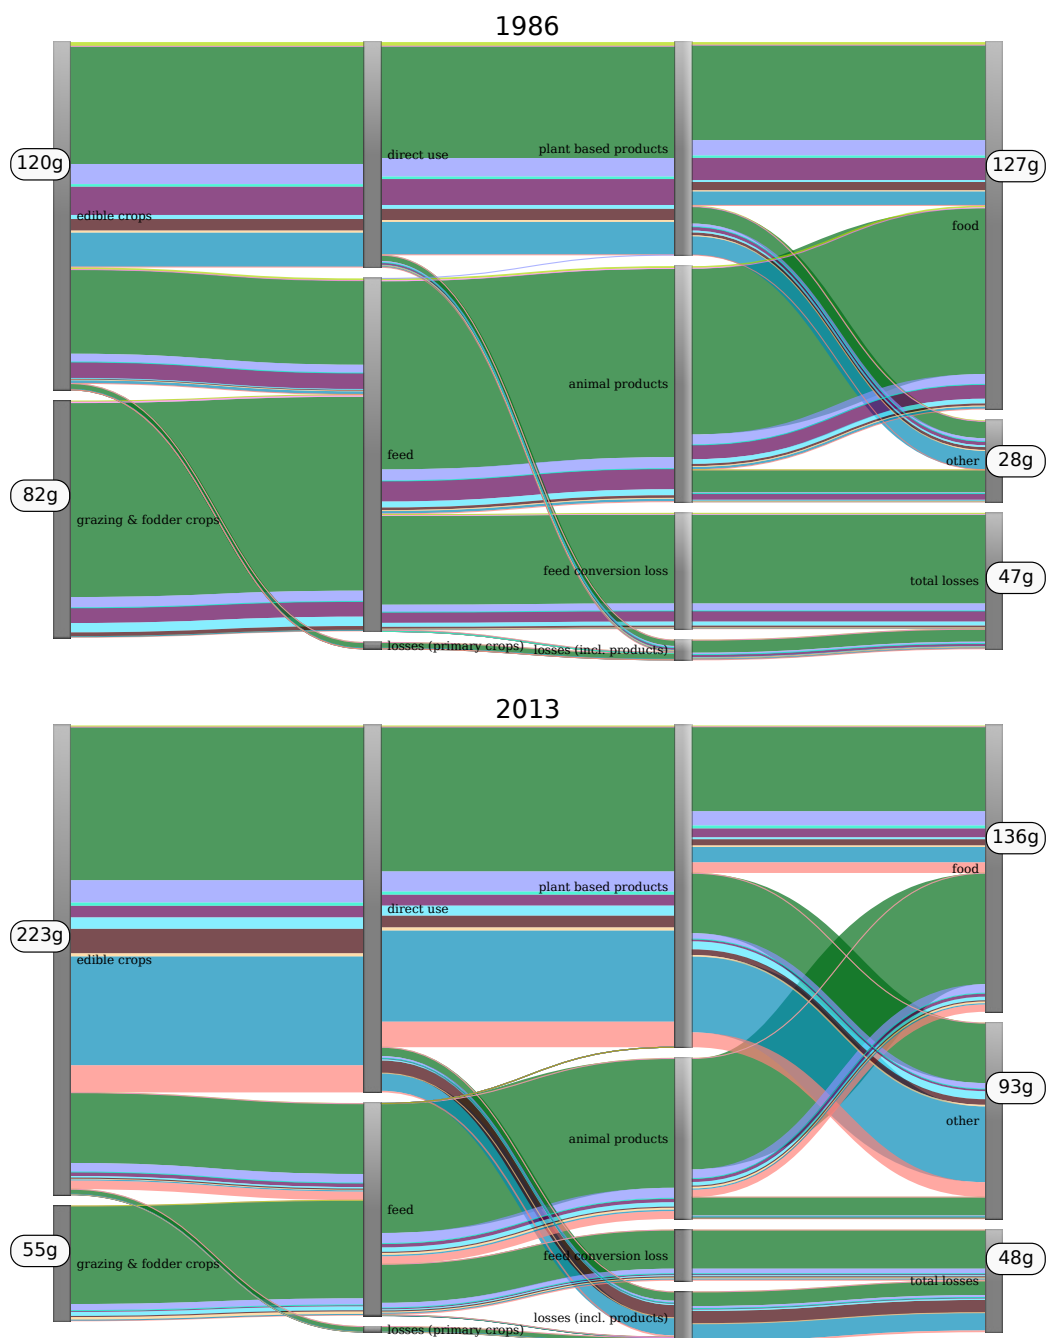 1986
120g
direct use
plant based products
127g
edible crops
food
animal products
feed
other
28g
82g
grazing & fodder crops
feed conversion loss
total losses
47g
losses (primary crops)
losses (incl. products)
2013
136g
food
plant based products
direct use
223g
edible crops
93g
other
animal products
feed
55g
grazing & fodder crops
feed conversion loss
48g
total losses
losses (incl. products)
losses (primary crops)